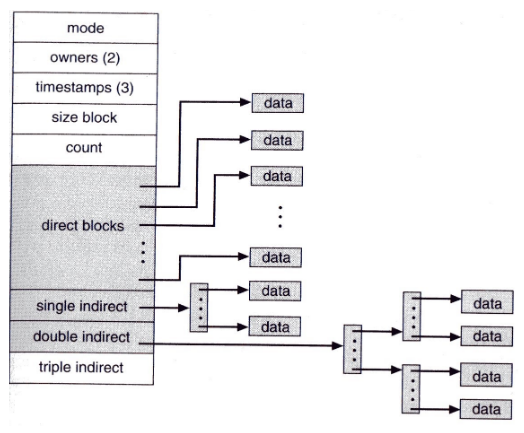 mode
owners (2)
timestamps (3)
size block
count
direct blocks
single indirect
double indirect
triple indirect
data
data
data
data
data
data
data
data
data
data